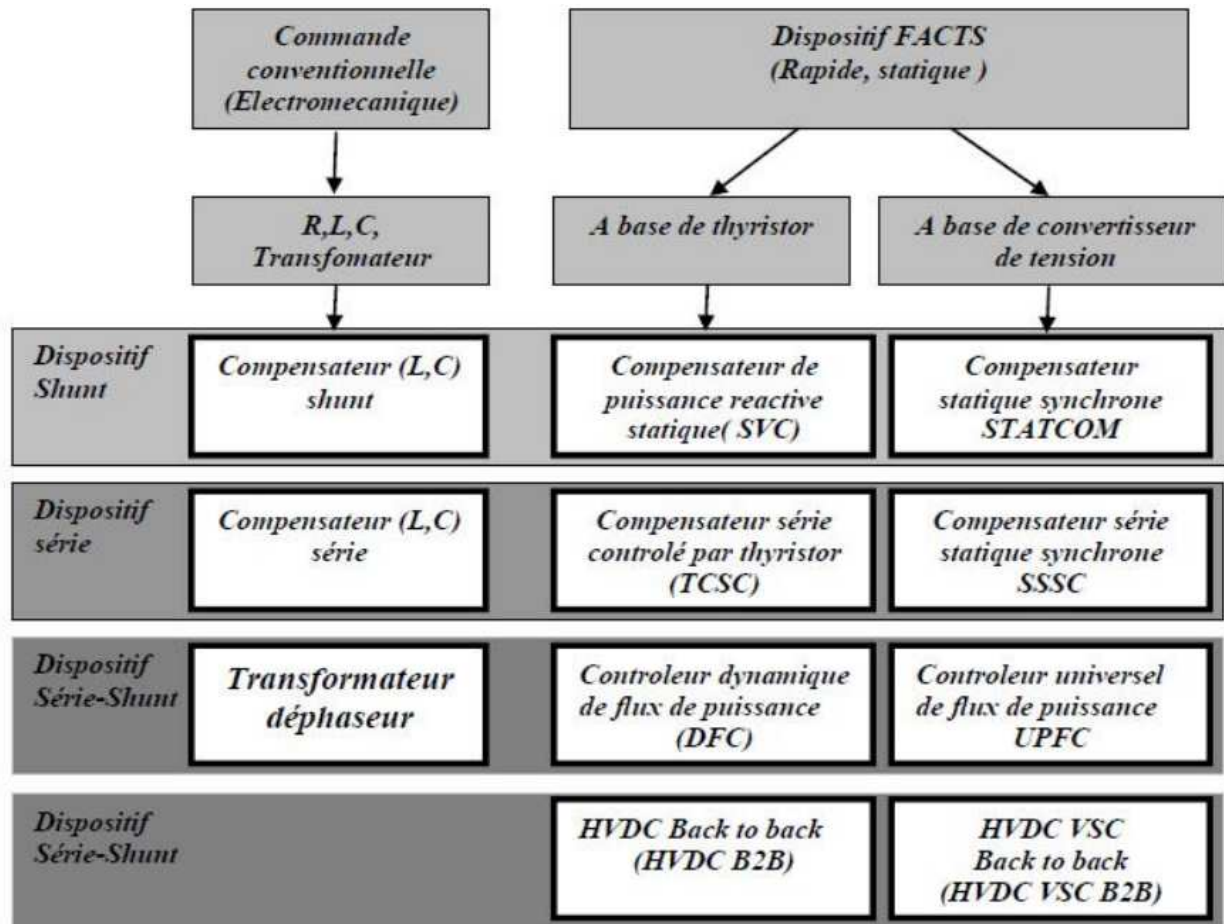 Commande
conventionnelle
(Electromecanique)
Dispositif FACTS
(Rapide, statique )
R,L,C,
Transfomateur
A base de thyristor
A base de convertisseur
de tension
Dispositif
Shunt
Compensateur (L,C)
shunt
Compensateur de
puissance reactive
statique( SVC)
Compensateur
statique synchrone
STATCOM
Dispositif
série
Compensateur (L,C)
série
Compensateur série
controlé par thyristor
(TCSC)
Compensateur série
statique synchrone
SSSC
Dispositif
Série-Shunt
Transformateur
déphaseur
Controleur dynamique
de flux de puissance
(DFC)
Controleur universel
de flux de puissance
UPFC
Dispositif
Série-Shunt
HVDC Back to back
(HVDC B2B)
HVDC VSC
Back to back
(HVDC VSC B2B)